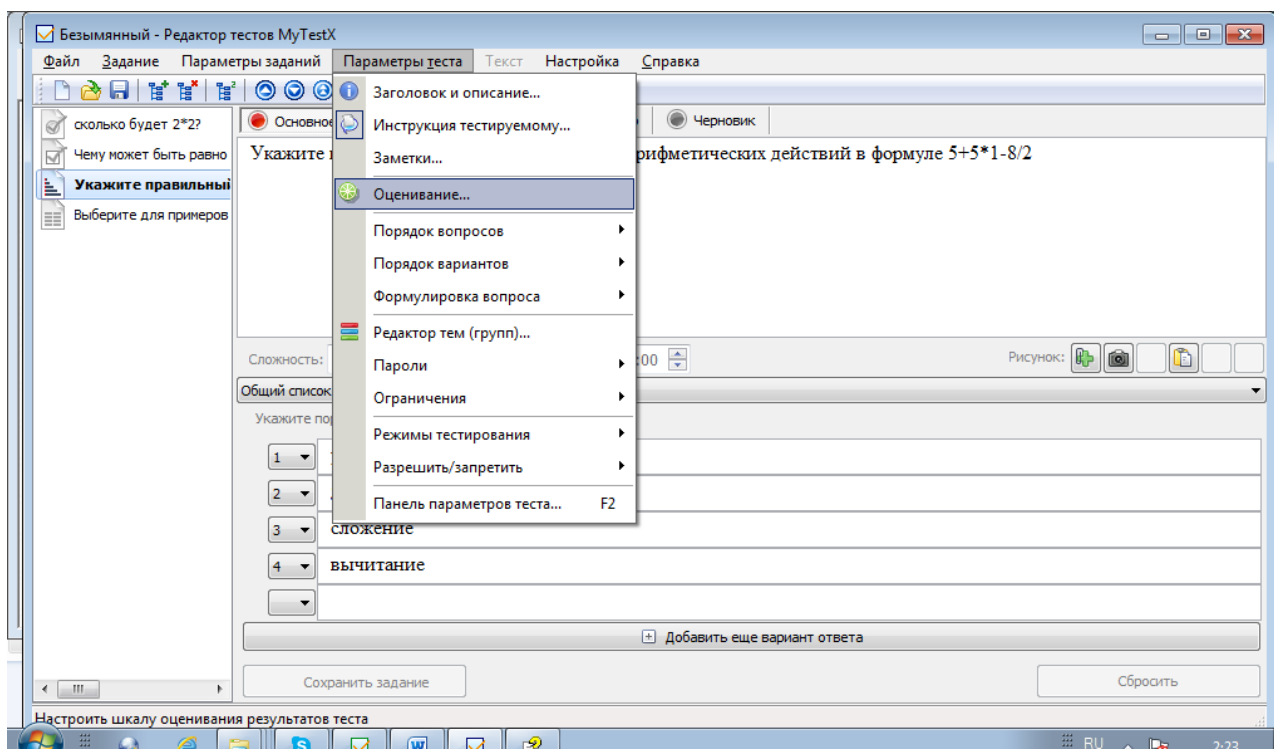 Безымянный - Редактор тестов MyTestX
Файл Задание Параметры заданий Параметры теста Текст Настройка Справка
Заголовок и описание...
сколько будет 2*2?
Основное
Черновик
Инструкция тестируемому...
Чему может быть равно
Укажите
рифметических действий в формуле 5+5*1-8/2
Заметки...
Укажите правильный
Оценивание...
Выберите для примеров
Порядок вопросов
Порядок вариантов
Формулировка вопроса
Редактор тем (групп)...
Сложность:
:00
Рисунок:
Пароли
Общий список
Ограничения
Укажите
Режимы тестирования
1
Разрешить/запретить
2
Панель параметров теста... F2
3 сложение
4 вычитание
Добавить еще вариант ответа
Сохранить задание
Сбросить
Настроить шкалу оценивания результатов теста
RU
2:23